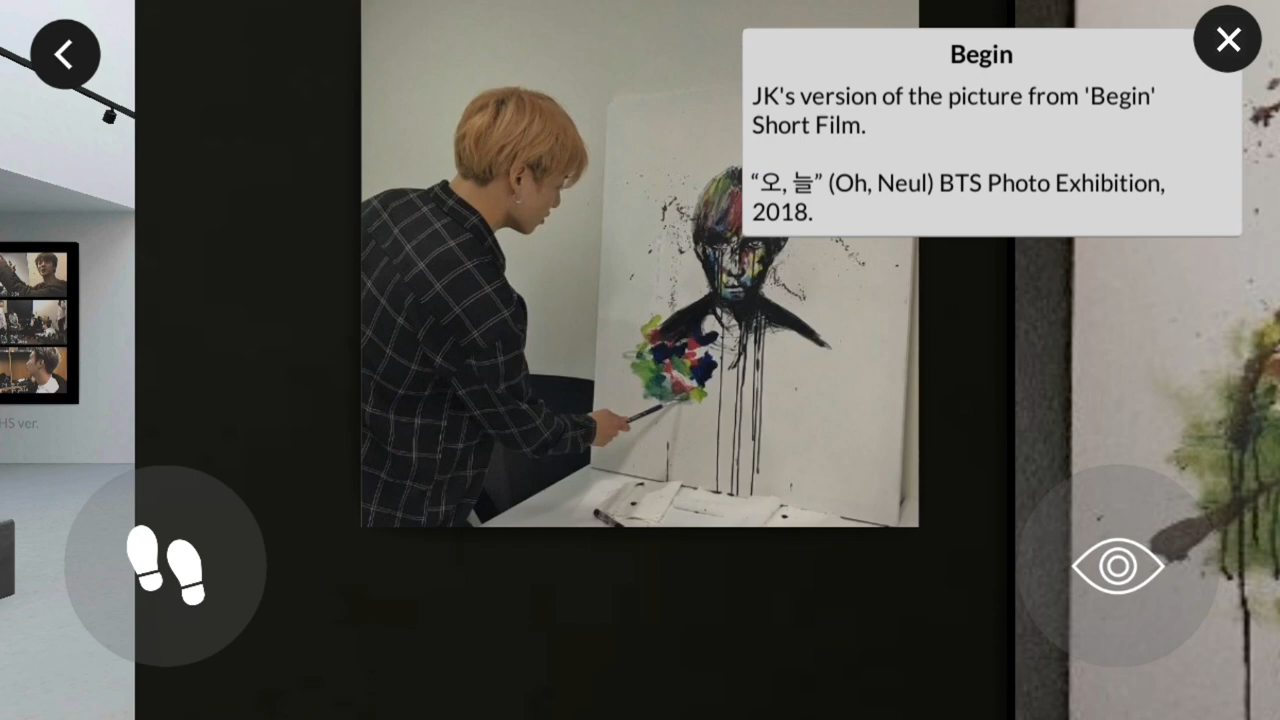 Begin
JK's version of the picture from 'Begin'
Short Film.
“오, 늘” (Oh, Neul) BTS Photo Exhibition,
2018.
HS ver.